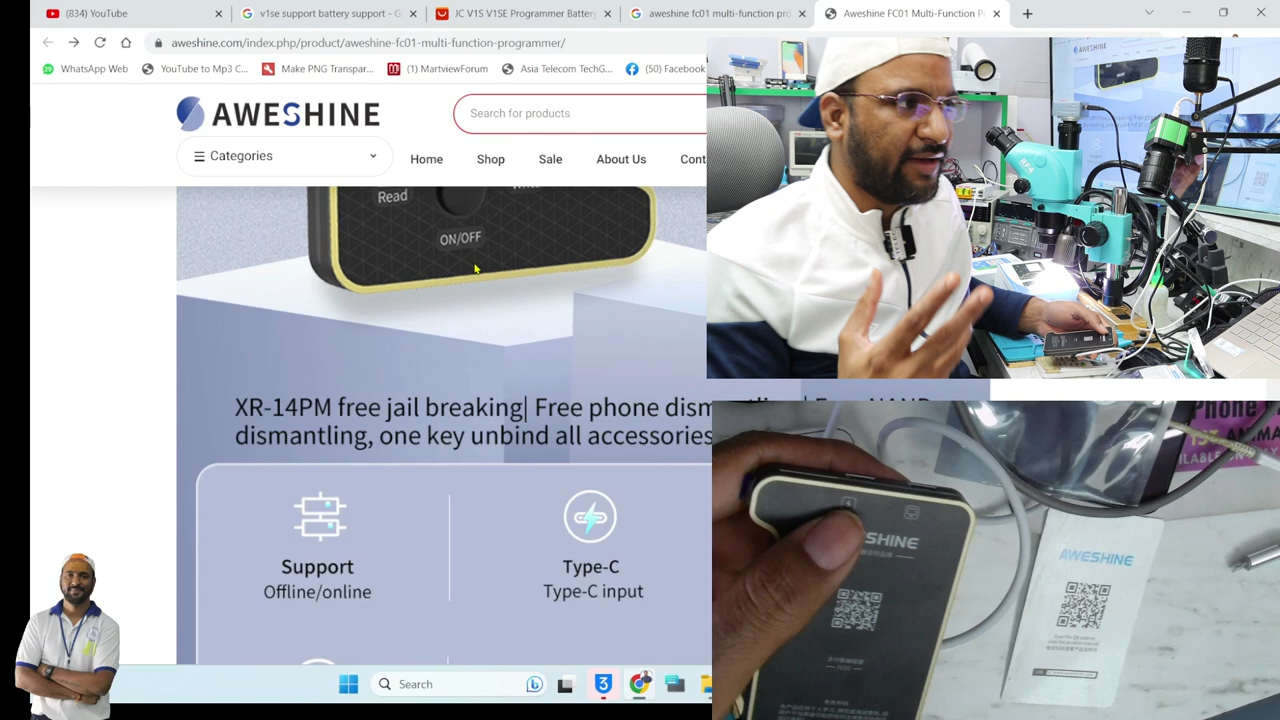 (834) YouTube
v1se support battery support - G
JC V1S V1SE Programmer Battery
aweshine fc01 multi-function pro
Aweshine FC01 Multi-Function P
aweshine.com/index.php/product/aweshine-fc01-multi-function-programmer/
WhatsApp Web
YouTube to Mp3 C...
Make PNG Transpar...
(1) MartviewForum
Asia Telecom TechG...
(50) Facebook
AWESHINE
Search for products
Categories
Home
Shop
Sale
About Us
Cont
Read
ON/OFF
XR-14PM free jail breaking| Free phone dism
dismantling, one key unbind all accessories
Support
Offline/online
Type-C
Type-C input
Search
AWESHINE
RF4
Phone
AWESHINE
SHINE